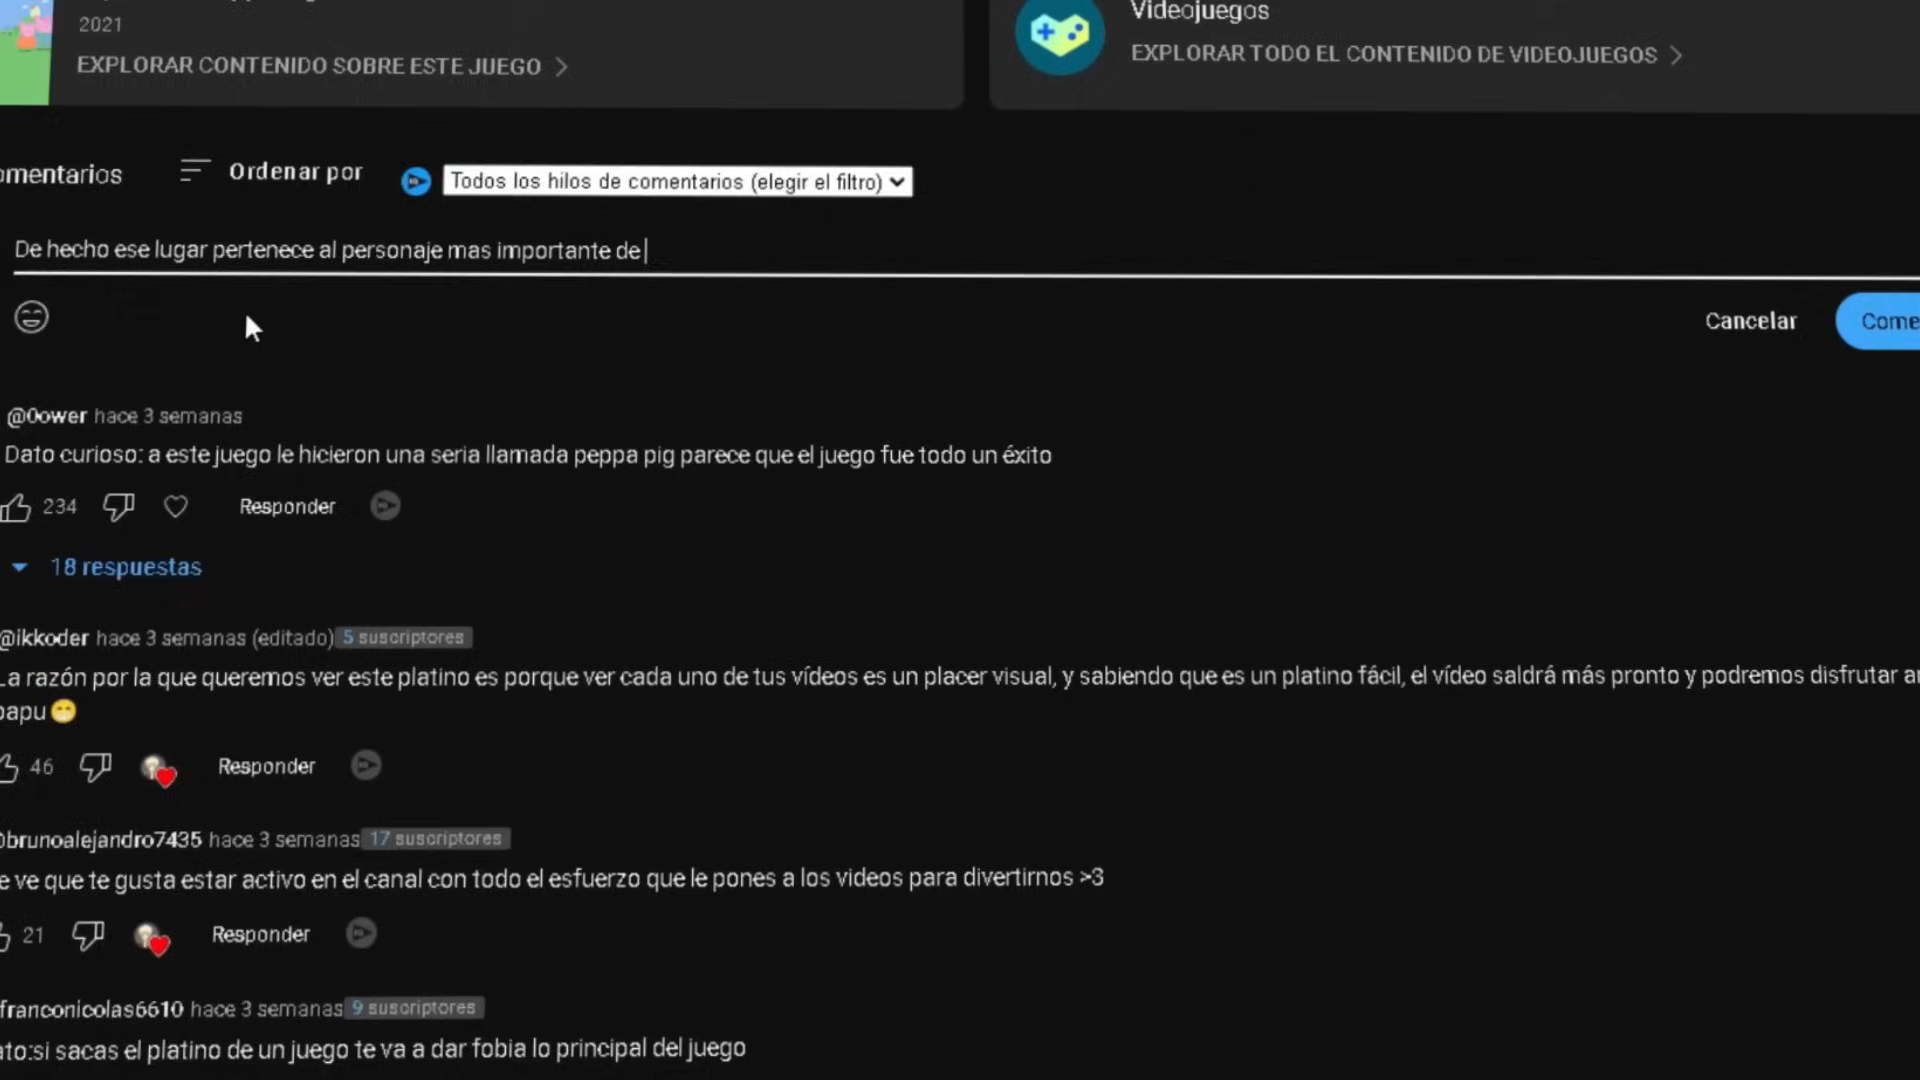 2021
EXPLORAR CONTENIDO SOBRE ESTE JUEGO
Videojuegos
EXPLORAR TODO EL CONTENIDO DE VIDEOJUEGOS
omentarios
Ordenar por
Todos los hilos de comentarios (elegir el filtro)
De hecho ese lugar pertenece al personaje mas importante de
Cancelar
Come
@0ower hace 3 semanas
Dato curioso: a este juego le hicieron una seria llamada peppa pig parece que el juego fue todo un éxito
234
Responder
18 respuestas
@ikkoder hace 3 semanas (editado) 5 suscriptores
La razón por la que queremos ver este platino es porque ver cada uno de tus vídeos es un placer visual, y sabiendo que es un platino fácil, el vídeo saldrá más pronto y podremos disfrutar
papu 😁
46
Responder
brunoalejandro7435 hace 3 semanas 17 suscriptores
e ve que te gusta estar activo en el canal con todo el esfuerzo que le pones a los videos para divertirnos >3
21
Responder
franconicolas6610 hace 3 semanas 9 suscriptores
ato:si sacas el platino de un juego te va a dar fobia lo principal del juego